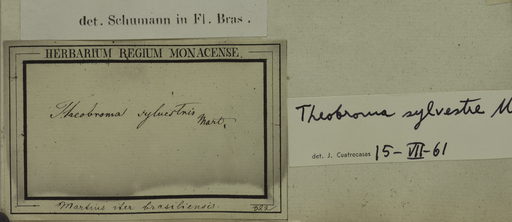 det. Schumann in Fl. Bras.
HERBARIUM REGIUM MONACENSE.
Theobroma sylvestris
Mart.
Martius iter brasiliensis.
Theobroma sylvestre M
det. J. Cuatrecasas 15-VII-61